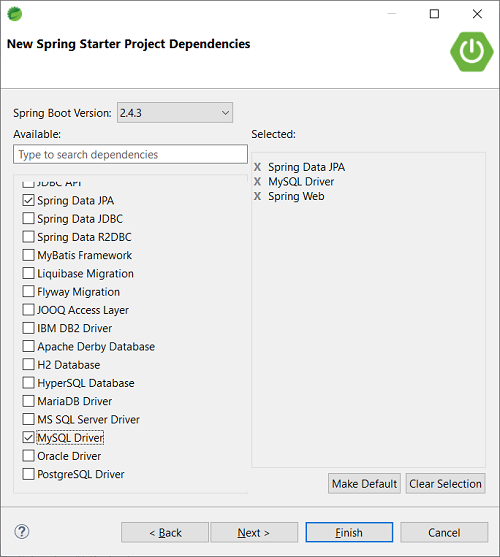 New Spring Starter Project Dependencies
Spring Boot Version: 2.4.3
Available:
Type to search dependencies
JDBC API
Spring Data JPA
Spring Data JDBC
Spring Data R2DBC
MyBatis Framework
Liquibase Migration
Flyway Migration
JOOQ Access Layer
IBM DB2 Driver
Apache Derby Database
H2 Database
HyperSQL Database
MariaDB Driver
MS SQL Server Driver
MySQL Driver
Oracle Driver
PostgreSQL Driver
Selected:
X Spring Data JPA
X MySQL Driver
X Spring Web
Make Default Clear Selection
? < Back Next > Finish Cancel